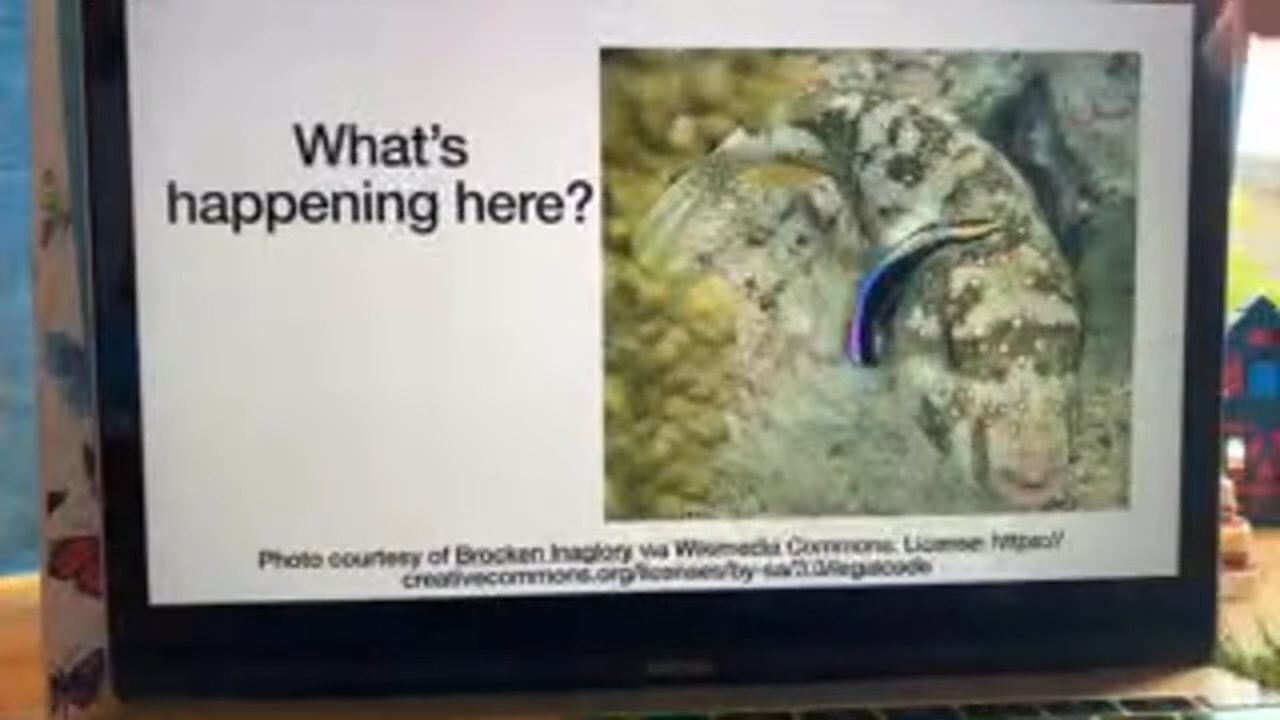 What's
happening here?
Photo courtesy of Brocken Inaglory via Wikimedia Commons. License: https://
creativecommons.org/licenses/by-sa/3.0/legalcode